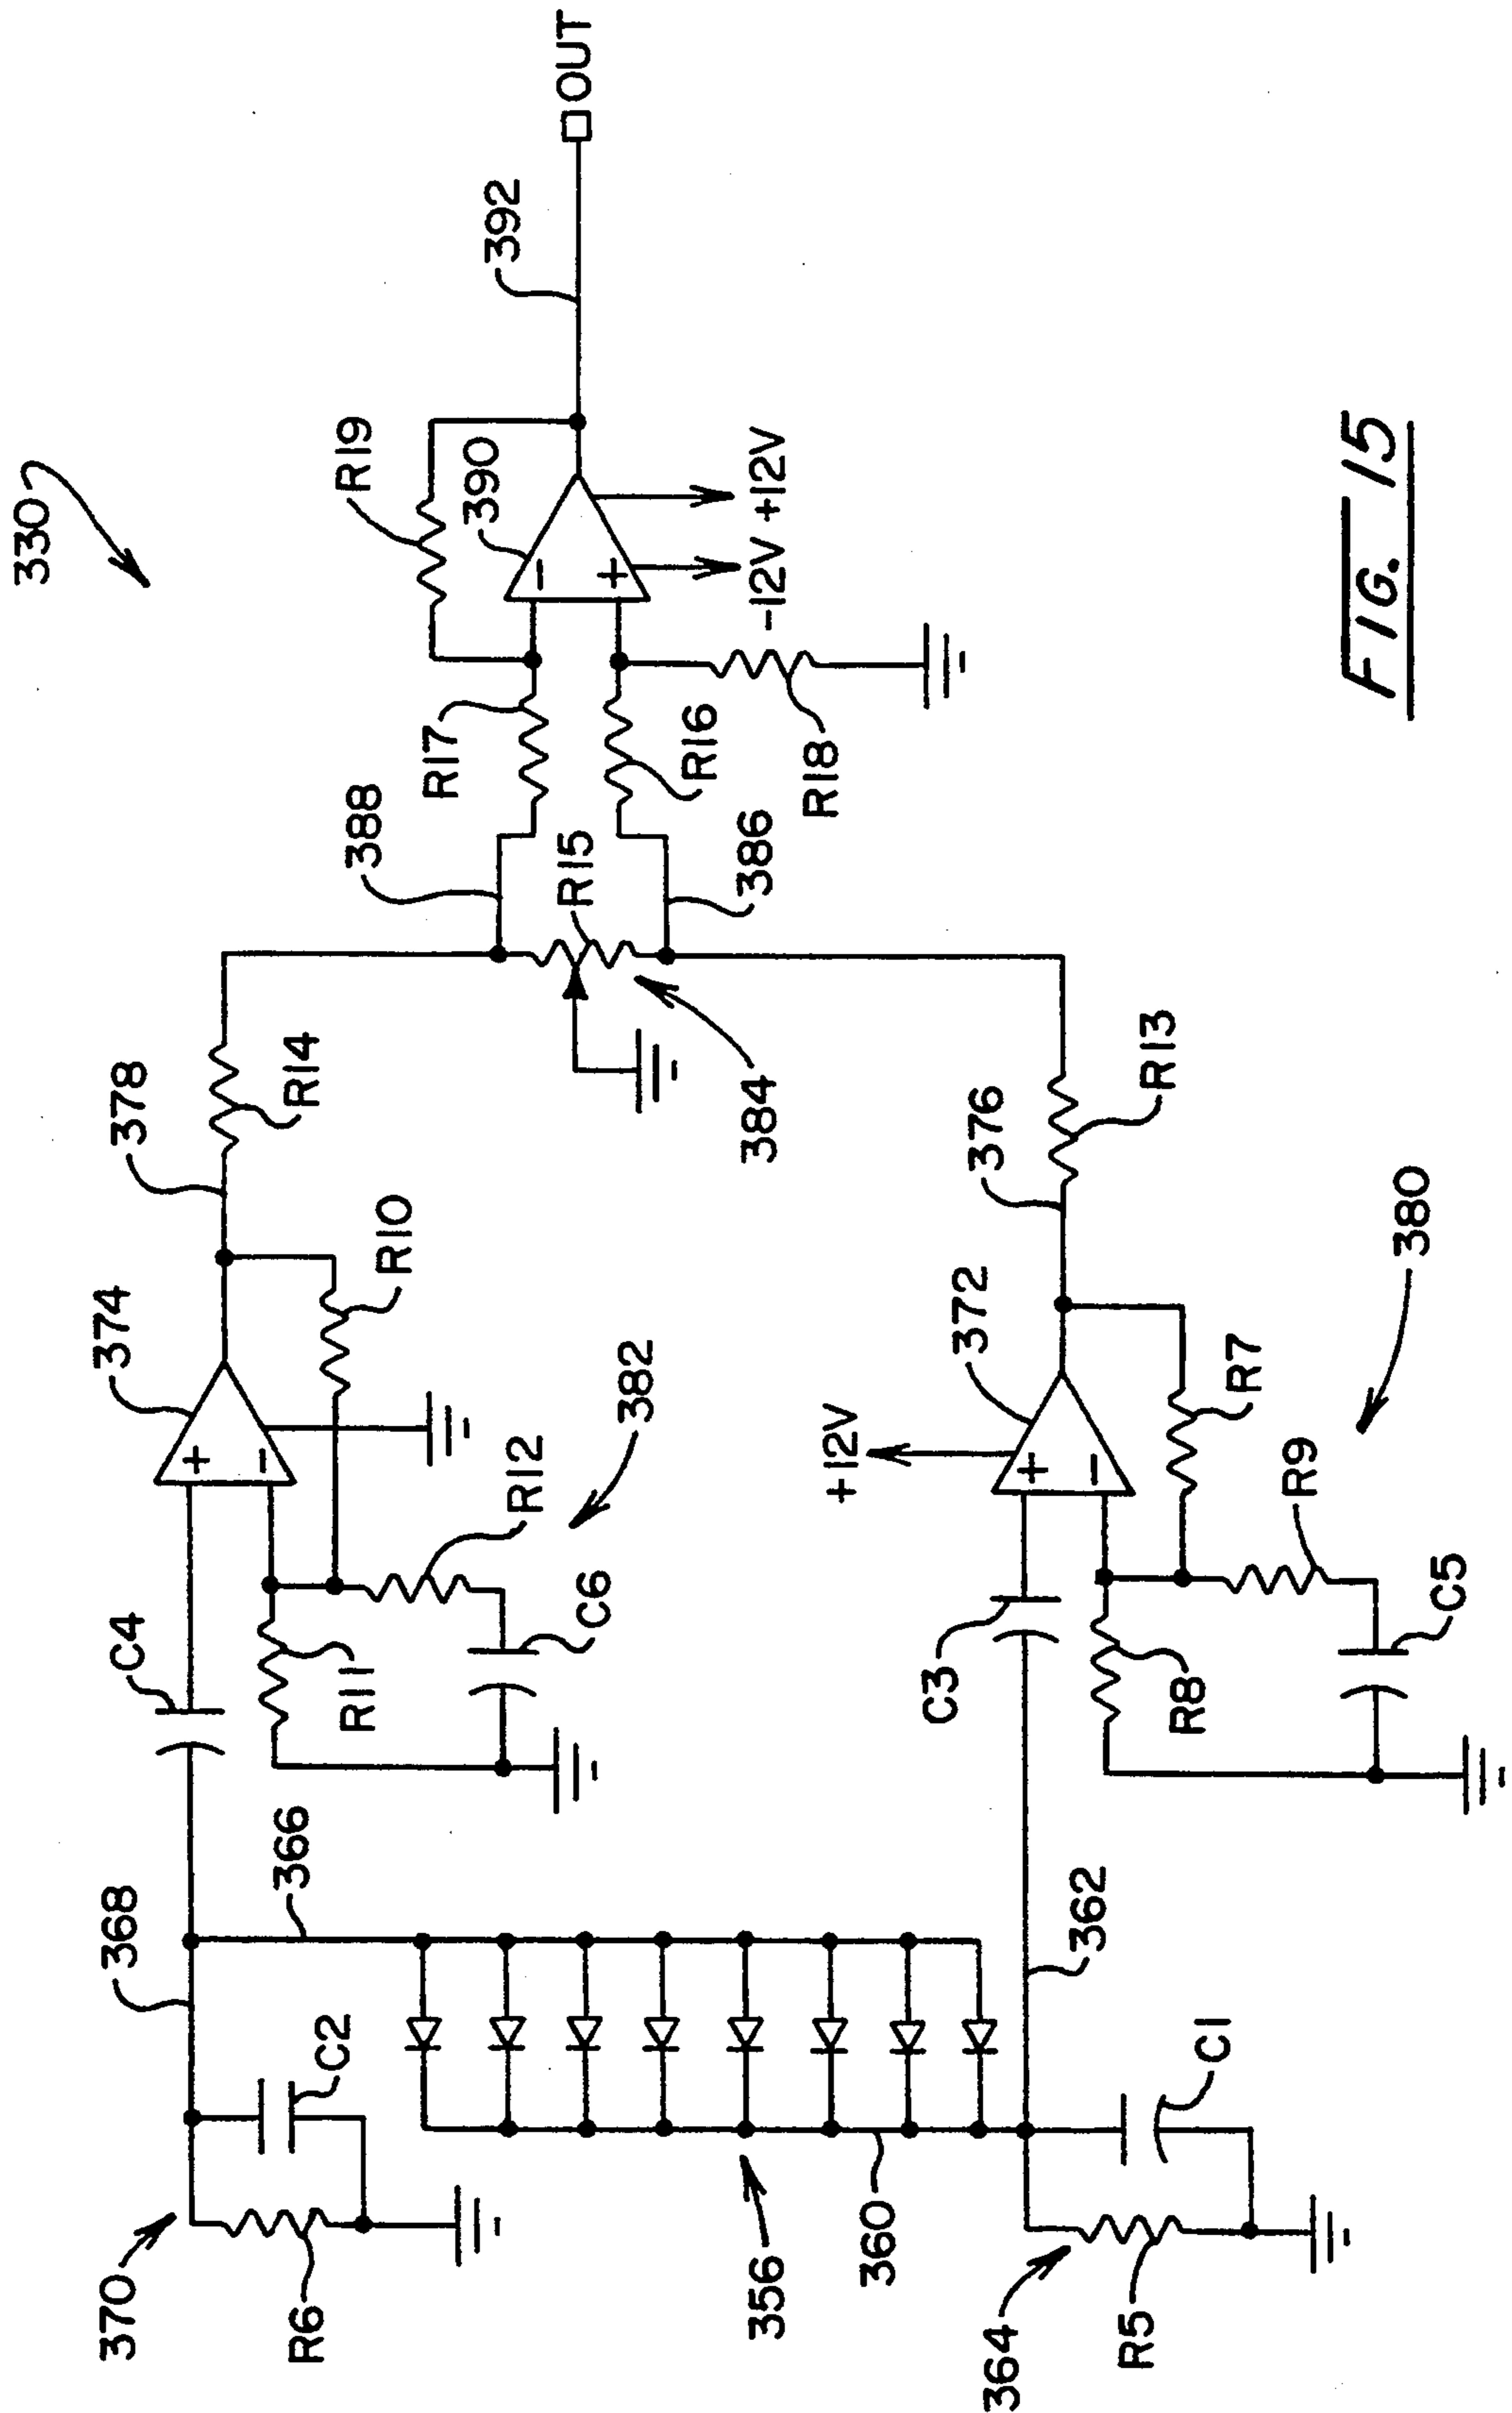 330
392
OUT
R19
390
-12V +12V
R17
R16
R18
388
R15
386
378
R14
384
376
R13
374
R10
382
R12
C6
C4
R11
+12V
372
R7
R9
380
C3
R8
C5
368
366
362
370
R6
C2
356
360
364
R5
C1
FIG. 15